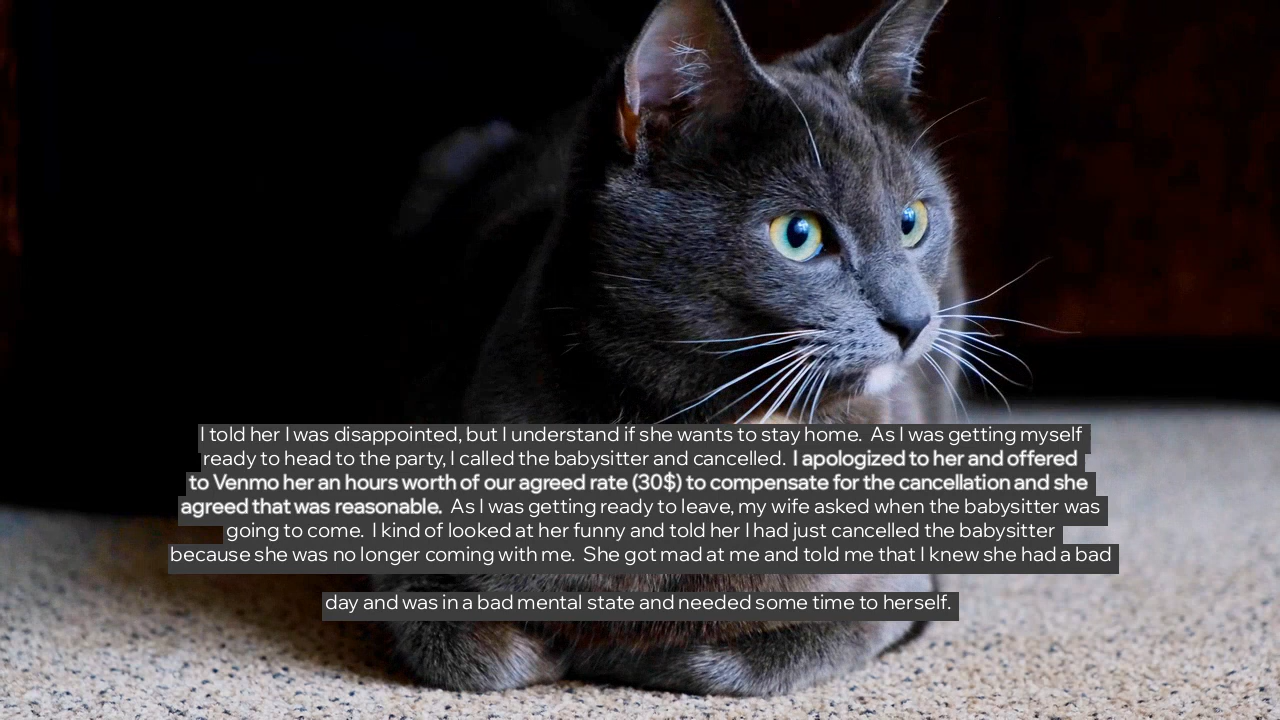 I told her I was disappointed, but I understand if she wants to stay home.  As I was getting myself
ready to head to the party, I called the babysitter and cancelled.  I apologized to her and offered
to Venmo her an hours worth of our agreed rate (30$) to compensate for the cancellation and she
agreed that was reasonable.  As I was getting ready to leave, my wife asked when the babysitter was
going to come.  I kind of looked at her funny and told her I had just cancelled the babysitter
because she was no longer coming with me.  She got mad at me and told me that I knew she had a bad
day and was in a bad mental state and needed some time to herself.